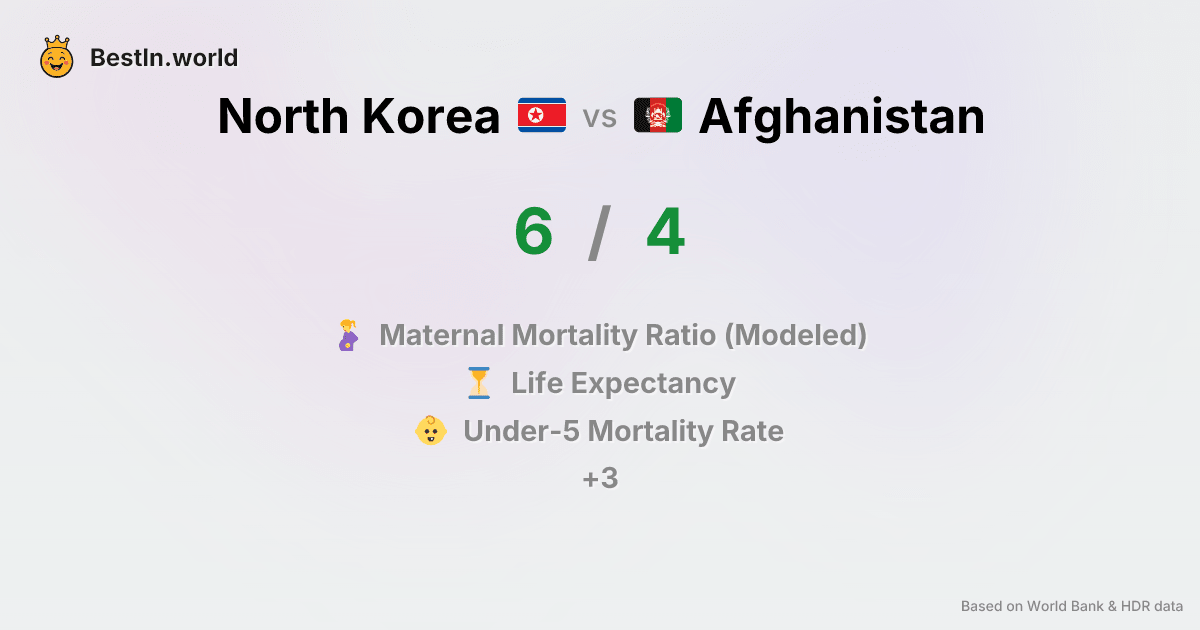 BestIn.world
North Korea vs Afghanistan
6 / 4
Maternal Mortality Ratio (Modeled)
Life Expectancy
Under-5 Mortality Rate
+3
Based on World Bank & HDR data